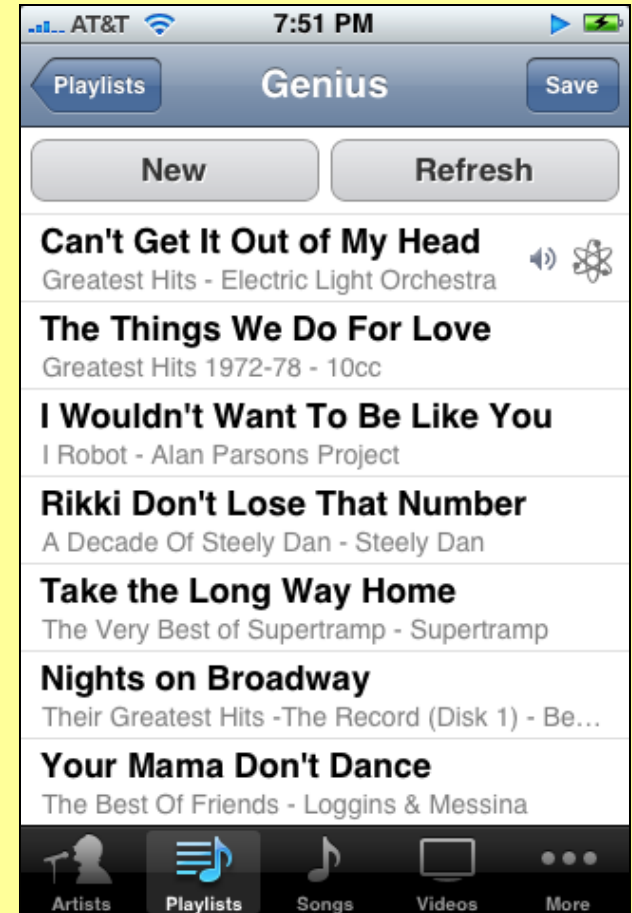 AT&T 7:51 PM
Playlists Genius Save
New Refresh
Can't Get It Out of My Head
Greatest Hits - Electric Light Orchestra
The Things We Do For Love
Greatest Hits 1972-78 - 10cc
I Wouldn't Want To Be Like You
I Robot - Alan Parsons Project
Rikki Don't Lose That Number
A Decade Of Steely Dan - Steely Dan
Take the Long Way Home
The Very Best of Supertramp - Supertramp
Nights on Broadway
Their Greatest Hits -The Record (Disk 1) - Be...
Your Mama Don't Dance
The Best Of Friends - Loggins & Messina
Artists Playlists Songs Videos More